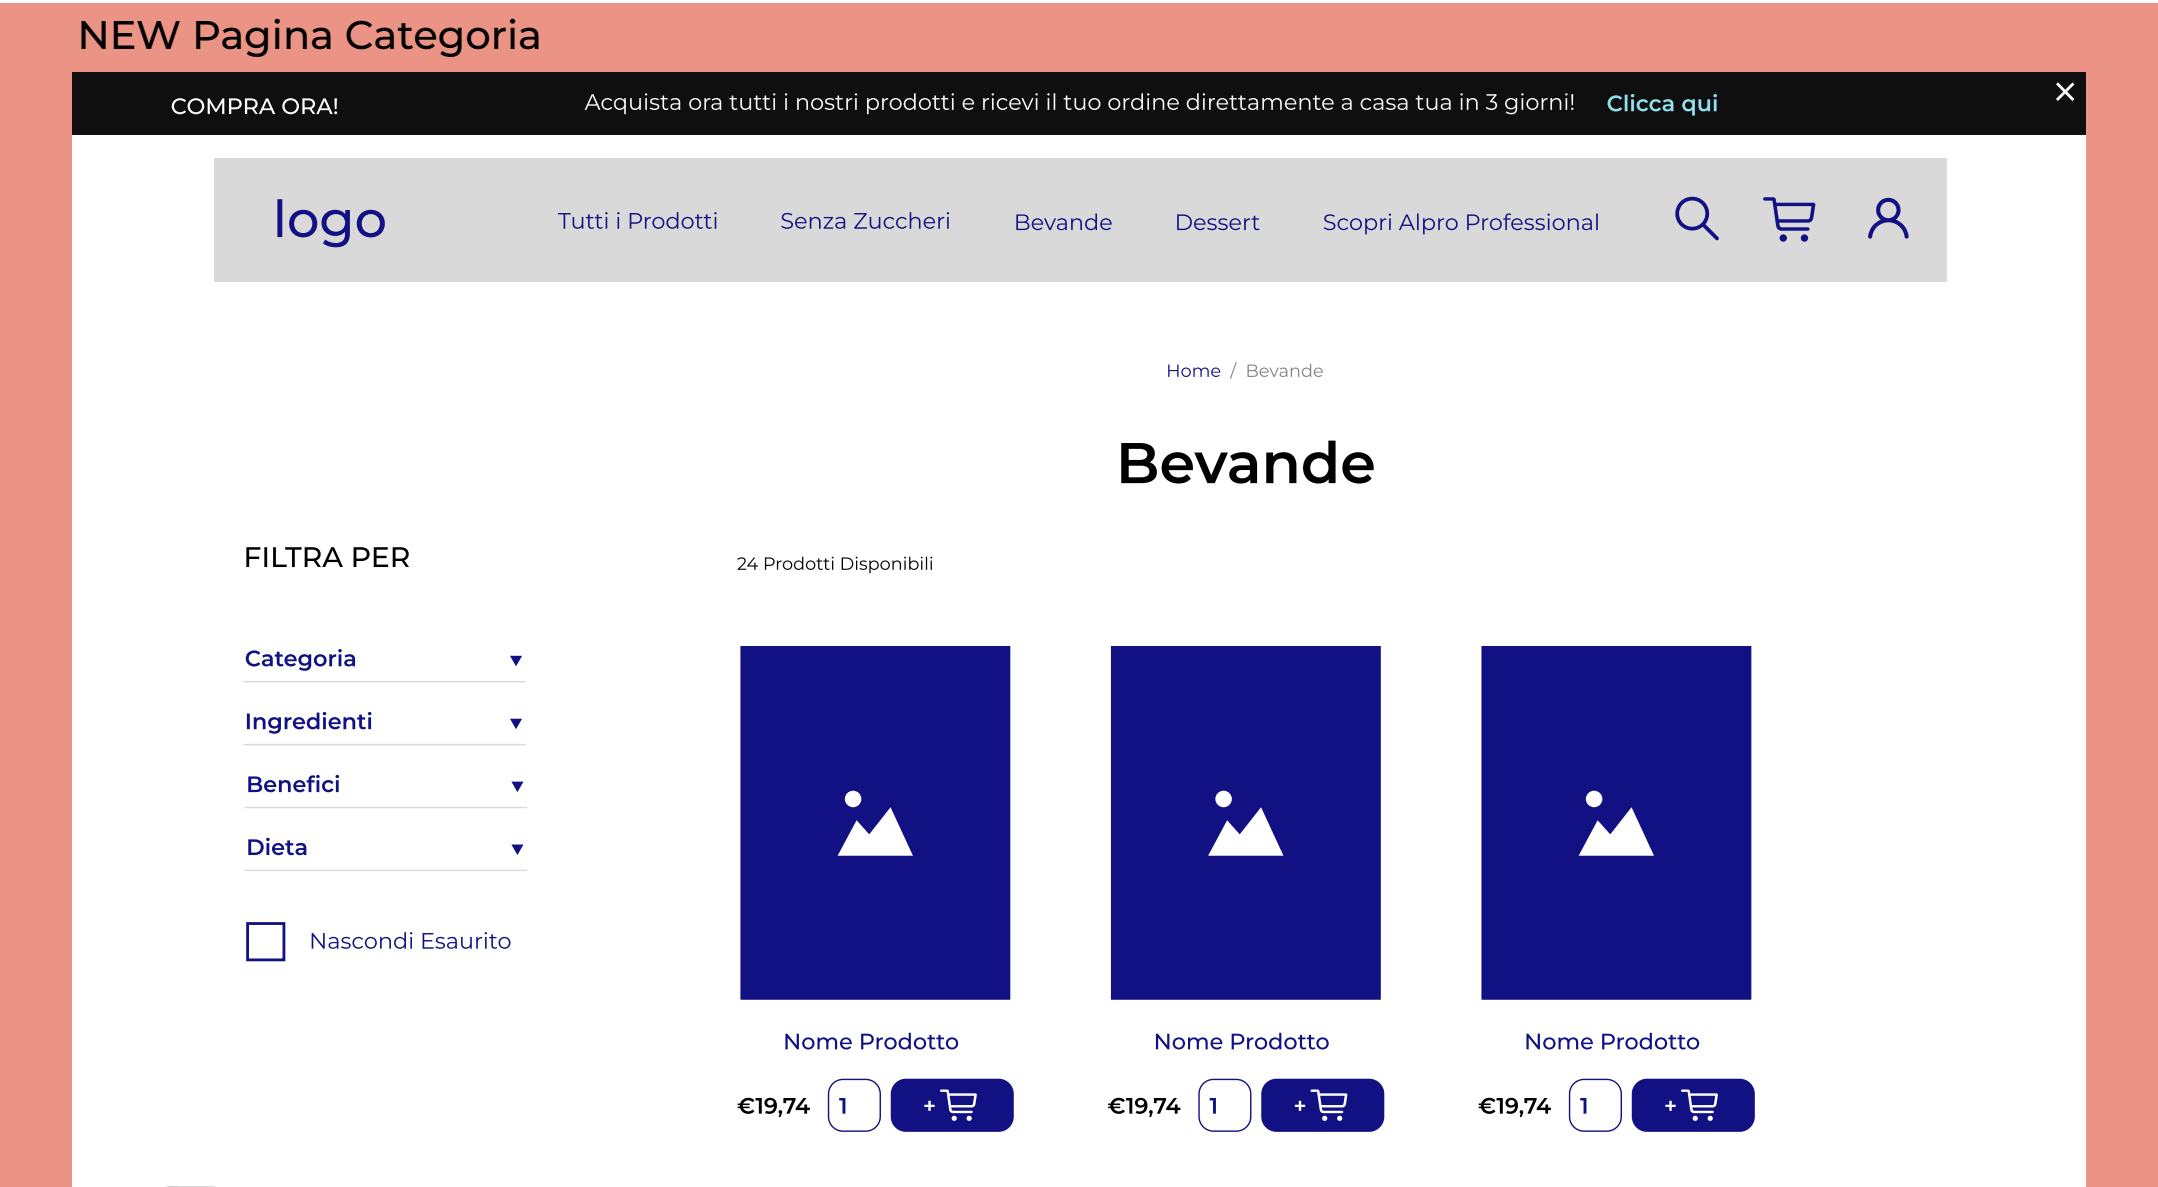 NEW Pagina Categoria
COMPRA ORA! Acquista ora tutti i nostri prodotti e ricevi il tuo ordine direttamente a casa tua in 3 giorni! Clicca qui
logo Tutti i Prodotti Senza Zuccheri Bevande Dessert Scopri Alpro Professional
Home / Bevande
Bevande
FILTRA PER
24 Prodotti Disponibili
Categoria
Ingredienti
Benefici
Dieta
Nascondi Esaurito
Nome Prodotto Nome Prodotto Nome Prodotto
€19,74 1 + €19,74 1 + €19,74 1 +